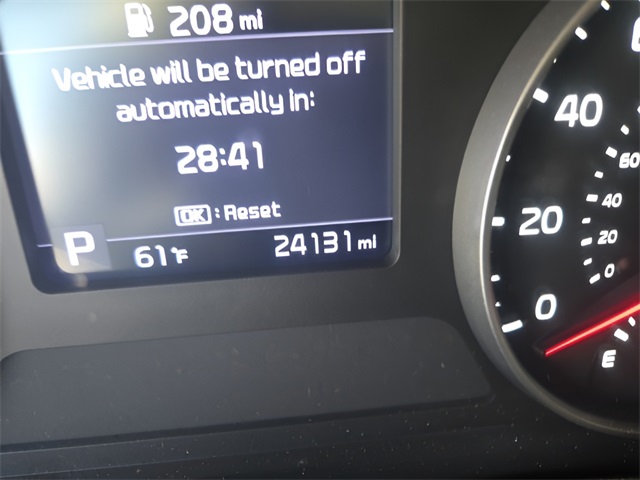 208 mi
Vehicle will be turned off
automatically in:
28:41
OK : Reset
P 61°F 24131 mi
40
60
40
20
20
0
0
E